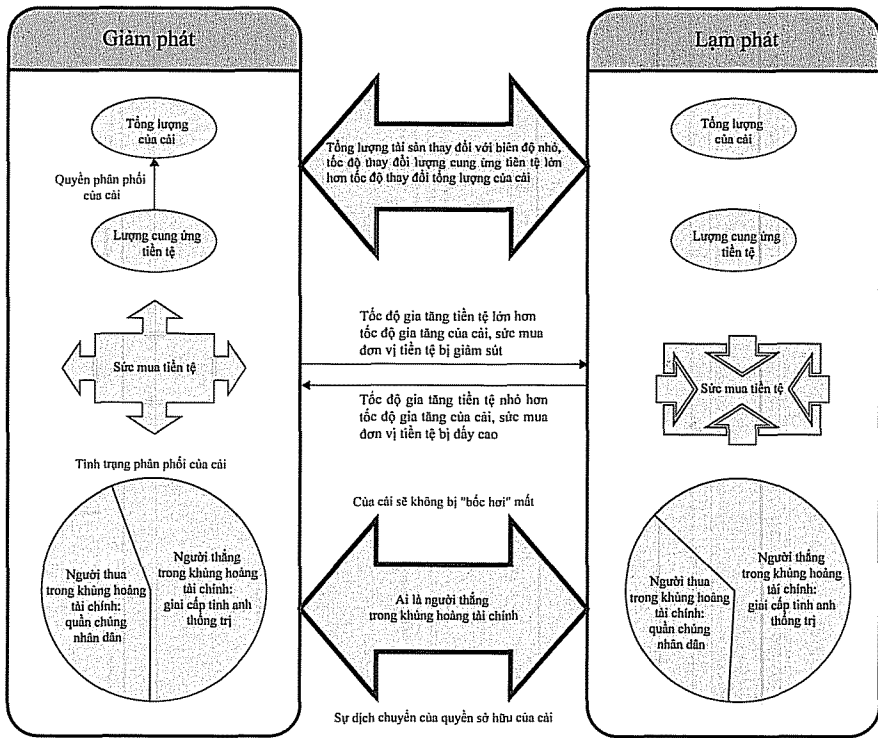 Giảm phát
Tổng lượng
của cải
Quyền phân phối
của cải
Lượng cung ứng
tiền tệ
Sức mua tiền tệ
Tình trạng phân phối của cải
Người thua
trong khủng hoảng
tài chính:
quần chúng
nhân dân
Người thắng
trong khủng hoảng
tài chính:
giai cấp tinh anh
thống trị
Tổng lượng tài sản thay đổi với biên độ nhỏ,
tốc độ thay đổi lượng cung ứng tiền tệ lớn
hơn tốc độ thay đổi tổng lượng của cải
Tốc độ gia tăng tiền tệ lớn hơn
tốc độ gia tăng của cải, sức mua
đơn vị tiền tệ bị giảm sút
Tốc độ gia tăng tiền tệ nhỏ hơn
tốc độ gia tăng của cải, sức mua
đơn vị tiền tệ bị đẩy cao
Của cải sẽ không bị "bốc hơi" mất
Ai là người thắng
trong khủng hoảng tài chính
Sự dịch chuyển của quyền sở hữu của cải
Lạm phát
Tổng lượng
của cải
Lượng cung ứng
tiền tệ
Sức mua tiền tệ
Người thua
trong khủng hoảng
tài chính:
quần chúng
nhân dân
Người thắng
trong khủng hoảng
tài chính:
giai cấp tinh anh
thống trị